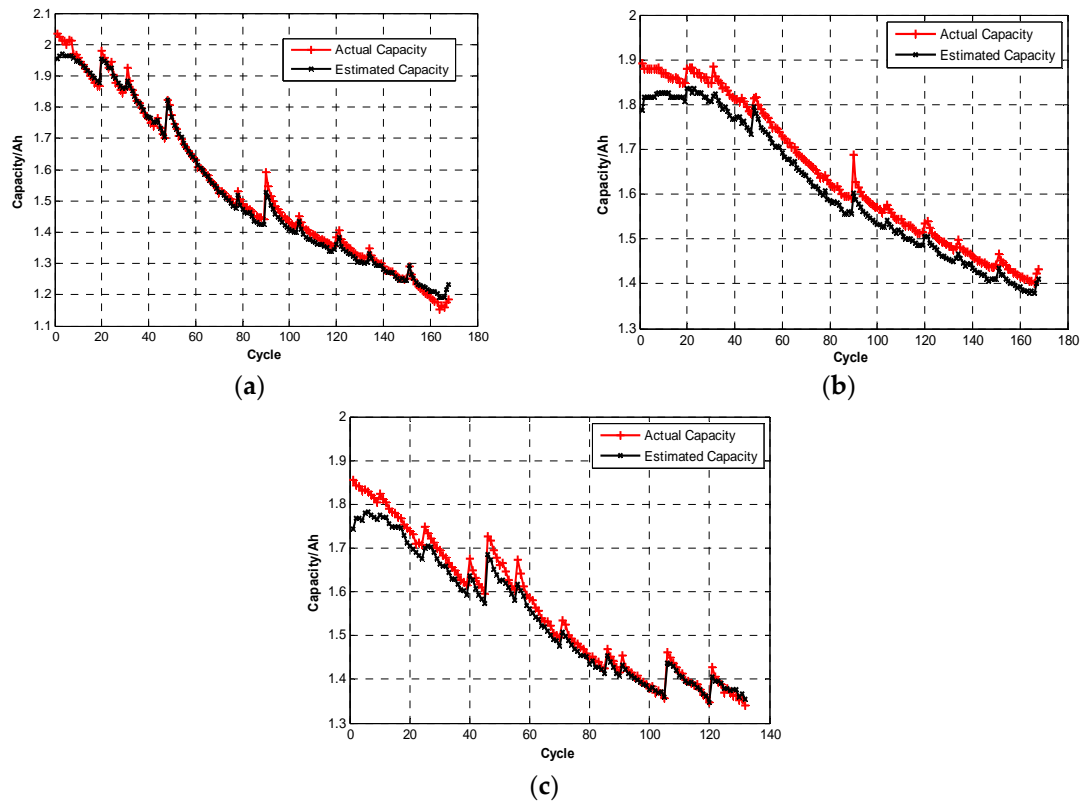 2.1
2
1.9
1.8
1.7
1.6
1.5
1.4
1.3
1.2
1.1
Capacity/Ah
0 20 40 60 80 100 120 140 160 180
Cycle
Actual Capacity
Estimated Capacity
(a)
2
1.9
1.8
1.7
1.6
1.5
1.4
1.3
Capacity/Ah
0 20 40 60 80 100 120 140 160 180
Cycle
Actual Capacity
Estimated Capacity
(b)
2
1.9
1.8
1.7
1.6
1.5
1.4
1.3
Capacity/Ah
0 20 40 60 80 100 120 140
Cycle
Actual Capacity
Estimated Capacity
(c)